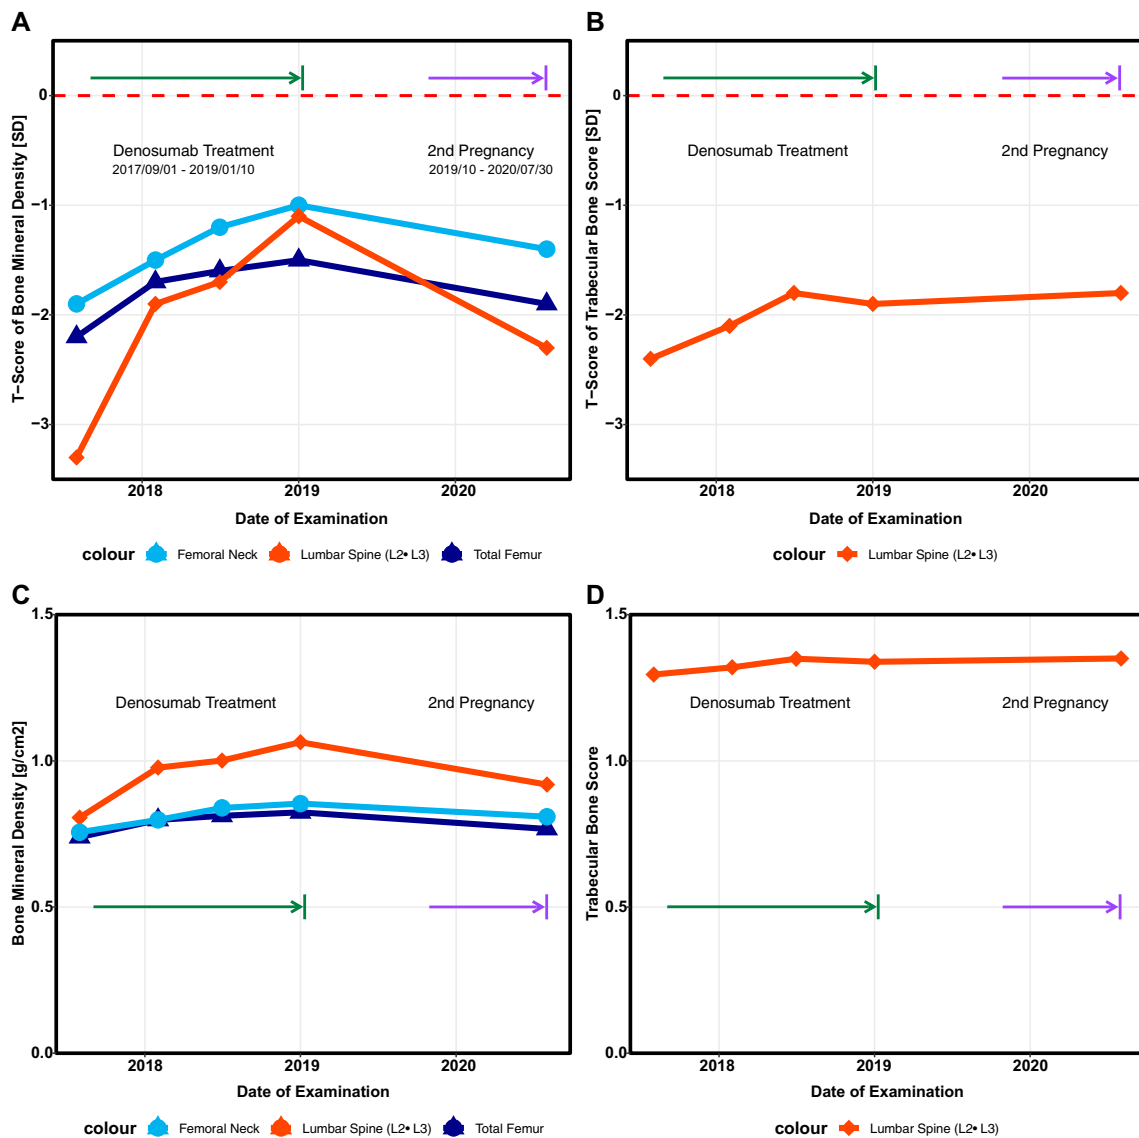 A
T−Score of Bone Mineral Density [SD]
0
−1
−2
−3
Denosumab Treatment
2017/09/01 - 2019/01/10
2nd Pregnancy
2019/10 - 2020/07/30
2018
2019
2020
Date of Examination
colour Femoral Neck Lumbar Spine (L2• L3) Total Femur
B
T−Score of Trabecular Bone Score [SD]
0
−1
−2
−3
Denosumab Treatment
2nd Pregnancy
2018
2019
2020
Date of Examination
colour Lumbar Spine (L2• L3)
C
Bone Mineral Density [g/cm2]
1.5
1.0
0.5
0.0
Denosumab Treatment
2nd Pregnancy
2018
2019
2020
Date of Examination
colour Femoral Neck Lumbar Spine (L2• L3) Total Femur
D
Trabecular Bone Score
1.5
1.0
0.5
0.0
Denosumab Treatment
2nd Pregnancy
2018
2019
2020
Date of Examination
colour Lumbar Spine (L2• L3)